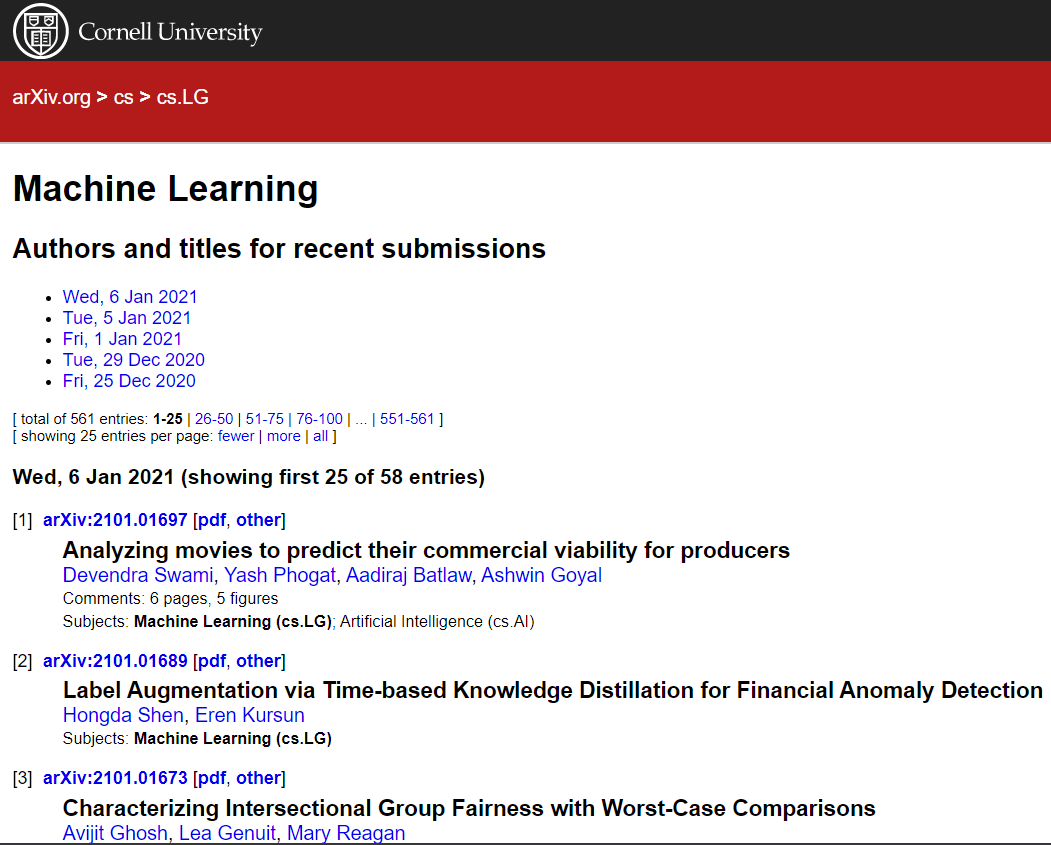 Cornell University
arXiv.org > cs > cs.LG
Machine Learning
Authors and titles for recent submissions
• Wed, 6 Jan 2021
• Tue, 5 Jan 2021
• Fri, 1 Jan 2021
• Tue, 29 Dec 2020
• Fri, 25 Dec 2020
[ total of 561 entries: 1-25 | 26-50 | 51-75 | 76-100 | ... | 551-561 ]
[ showing 25 entries per page: fewer | more | all ]
Wed, 6 Jan 2021 (showing first 25 of 58 entries)
[1] arXiv:2101.01697 [pdf, other]
Analyzing movies to predict their commercial viability for producers
Devendra Swami, Yash Phogat, Aadiraj Batlaw, Ashwin Goyal
Comments: 6 pages, 5 figures
Subjects: Machine Learning (cs.LG); Artificial Intelligence (cs.AI)
[2] arXiv:2101.01689 [pdf, other]
Label Augmentation via Time-based Knowledge Distillation for Financial Anomaly Detection
Hongda Shen, Eren Kursun
Subjects: Machine Learning (cs.LG)
[3] arXiv:2101.01673 [pdf, other]
Characterizing Intersectional Group Fairness with Worst-Case Comparisons
Avijit Ghosh, Lea Genuit, Mary Reagan